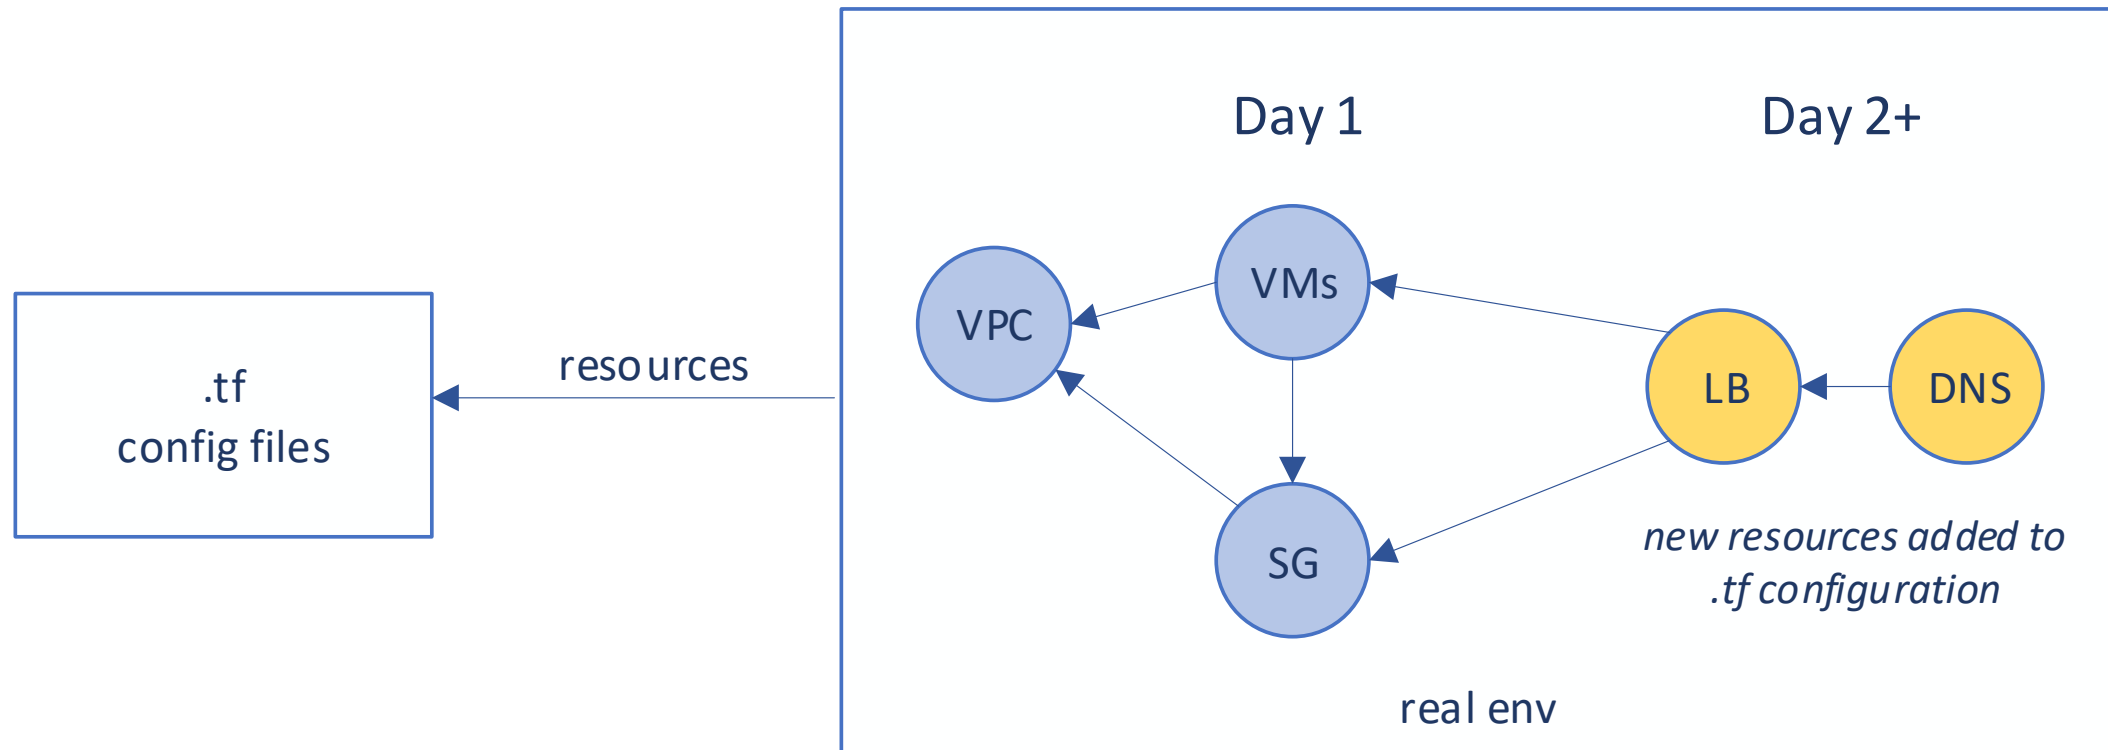 Day 1
Day 2+
VMs
VPC
resources
.tf
config files
LB
DNS
SG
new resources added to
.tf configuration
real env